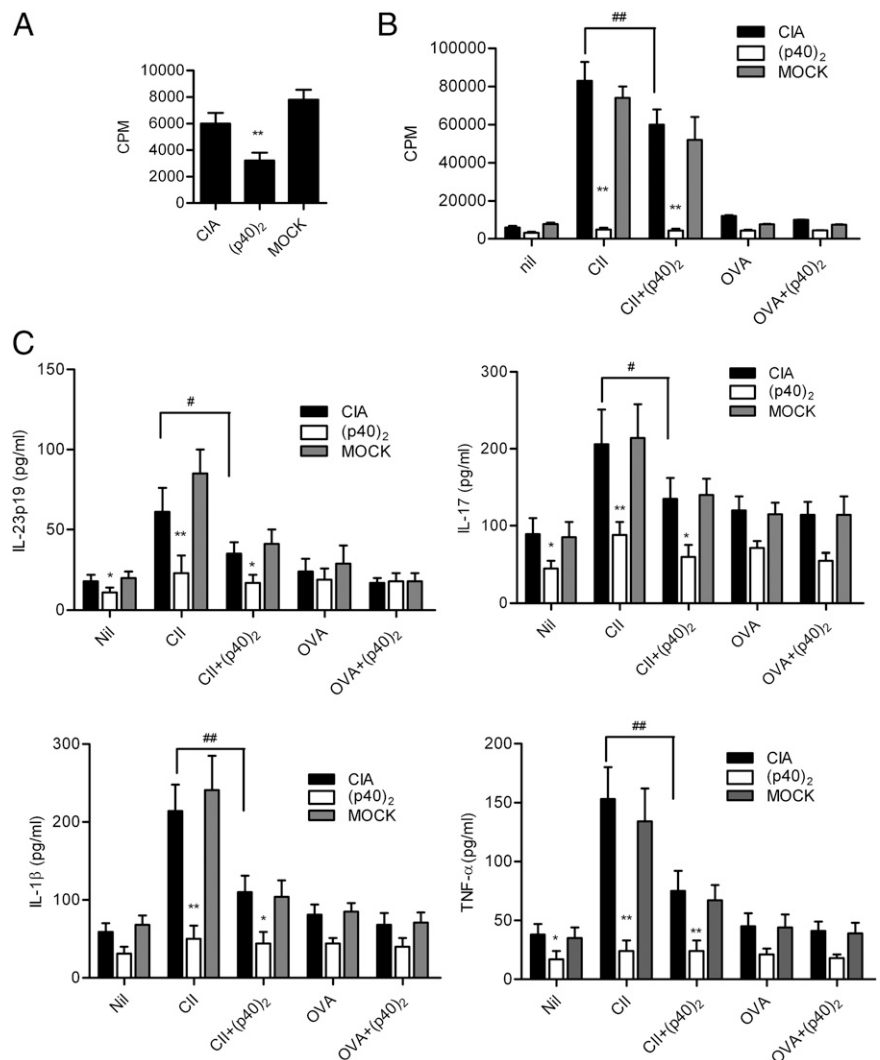 A
10000
8000
6000
4000
2000
0
CPM
**
CIA
(p40)2
MOCK
B
100000
80000
60000
40000
20000
0
CPM
##
**
**
CIA
(p40)2
MOCK
nil
CII
CII+(p40)2
OVA
OVA+(p40)2
C
150
100
50
0
IL-23p19 (pg/ml)
#
*
**
*
CIA
(p40)2
MOCK
Nil
CII
CII+(p40)2
OVA
OVA+(p40)2
300
200
100
0
IL-17 (pg/ml)
#
*
**
*
CIA
(p40)2
MOCK
Nil
CII
CII+(p40)2
OVA
OVA+(p40)2
300
200
100
0
IL-1β (pg/ml)
##
**
*
CIA
(p40)2
MOCK
Nil
CII
CII+(p40)2
OVA
OVA+(p40)2
200
150
100
50
0
TNF-α (pg/ml)
##
*
**
**
CIA
(p40)2
MOCK
Nil
CII
CII+(p40)2
OVA
OVA+(p40)2